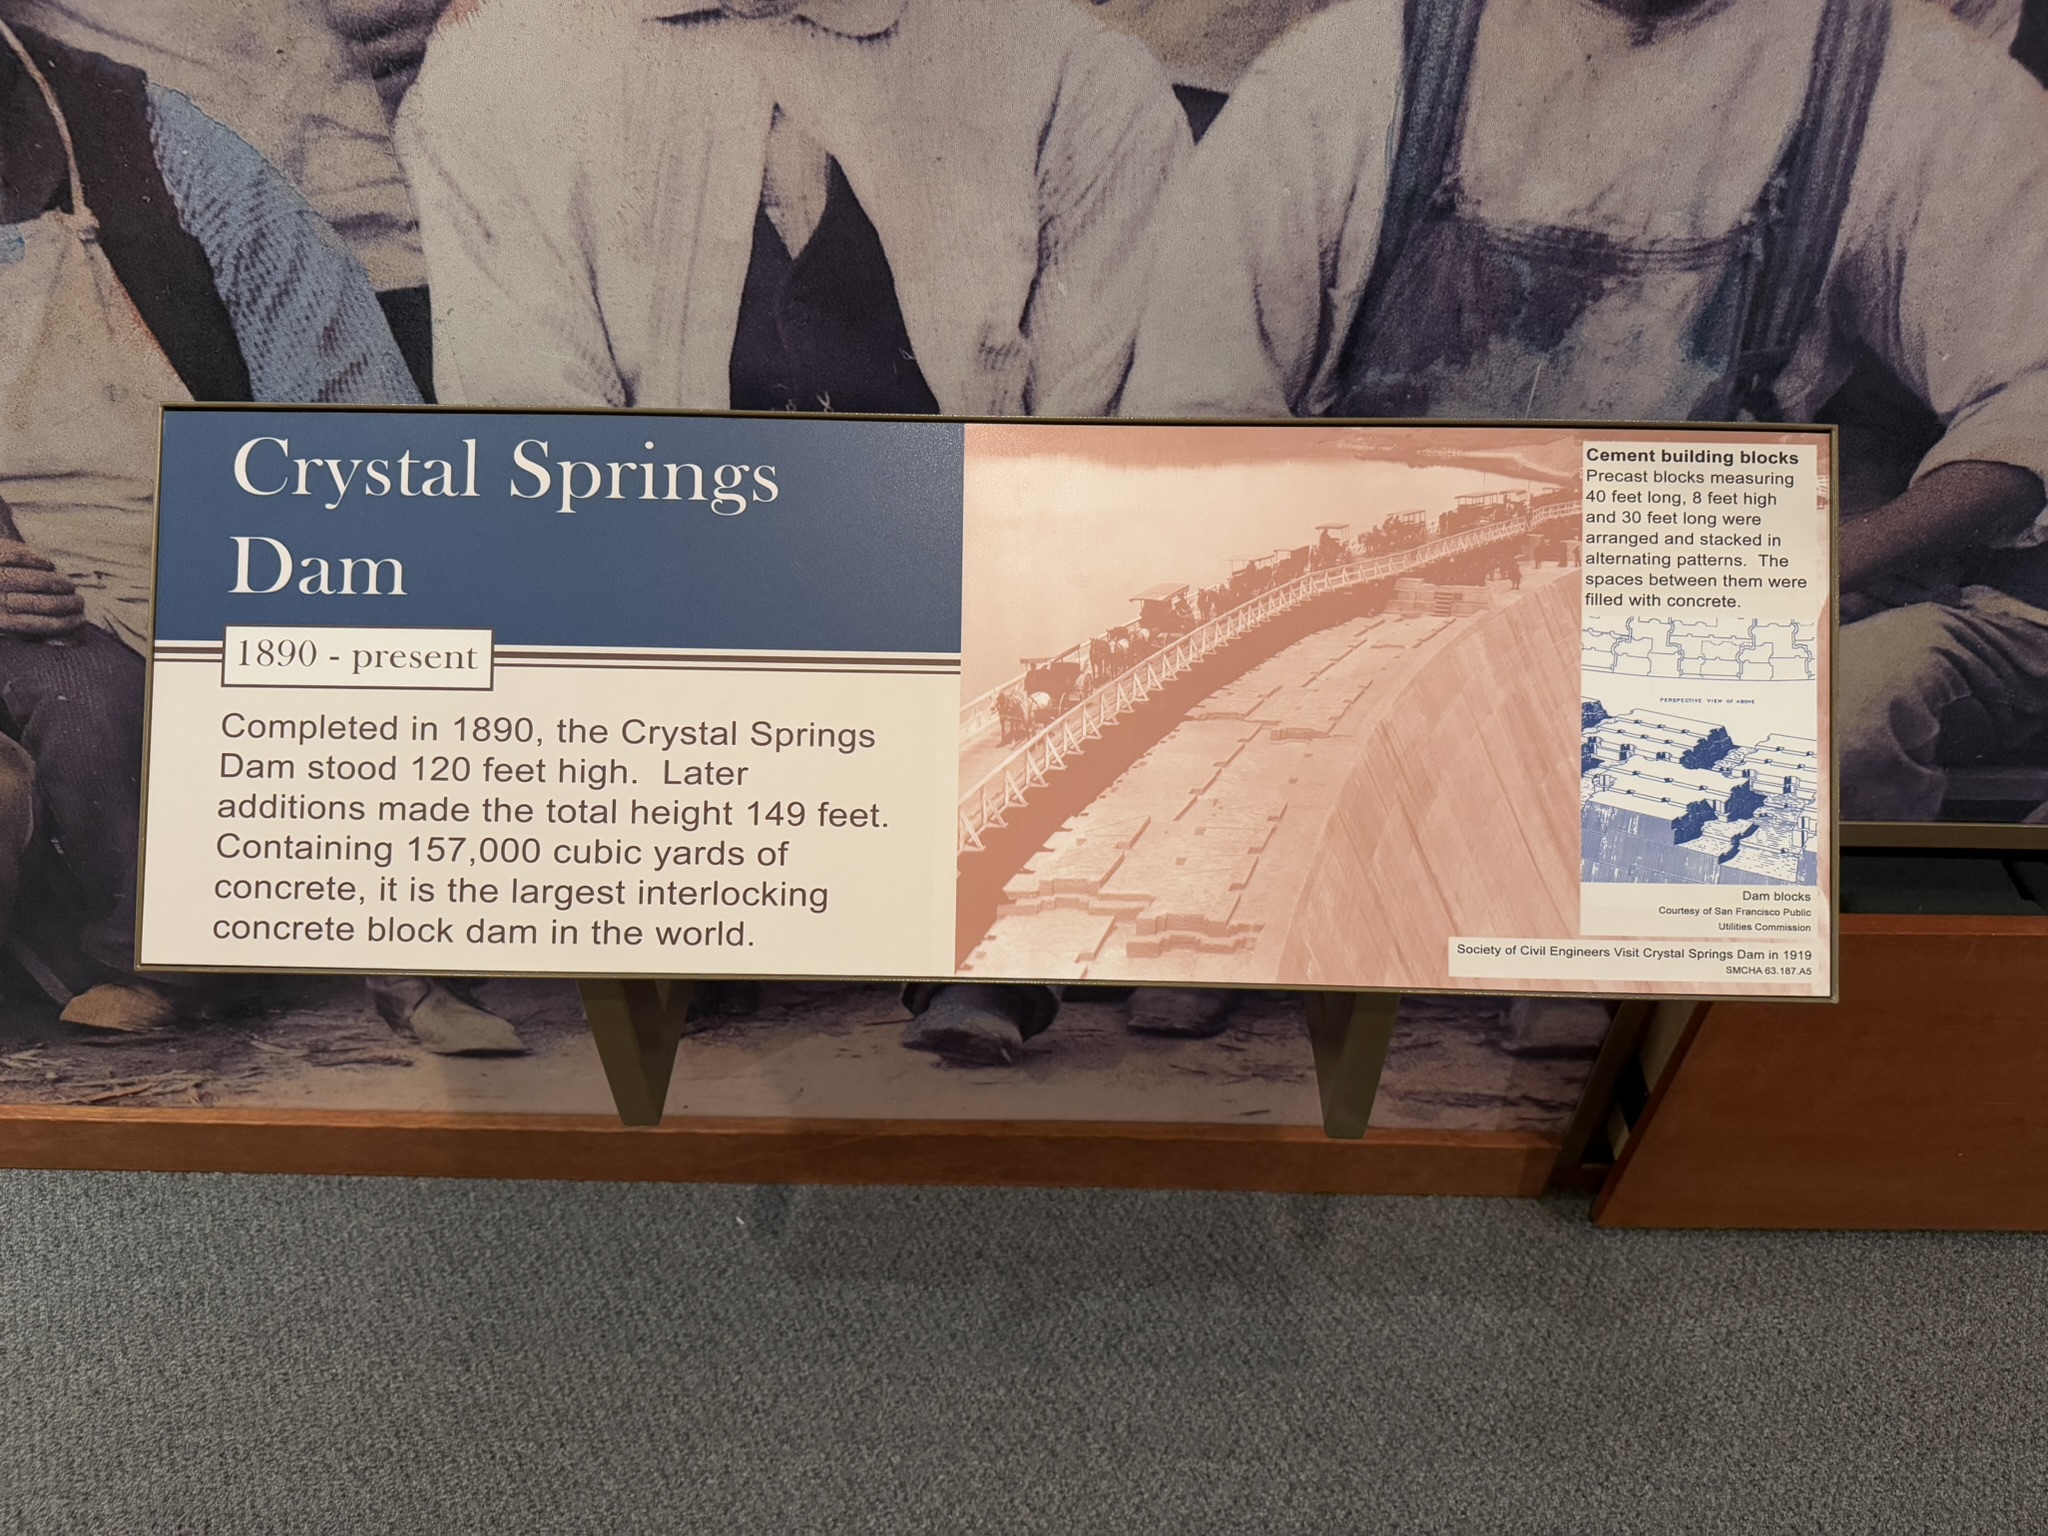 Crystal Springs
Dam
1890 - present
Completed in 1890, the Crystal Springs
Dam stood 120 feet high. Later
additions made the total height 149 feet.
Containing 157,000 cubic yards of
concrete, it is the largest interlocking
concrete block dam in the world.
Cement building blocks
Precast blocks measuring
40 feet long, 8 feet high
and 30 feet long were
arranged and stacked in
alternating patterns. The
spaces between them were
filled with concrete.
PERSPECTIVE VIEW OF ABOVE
Dam blocks
Courtesy of San Francisco Public
Utilities Commission
Society of Civil Engineers Visit Crystal Springs Dam in 1919
SMCHA 63.187.A5